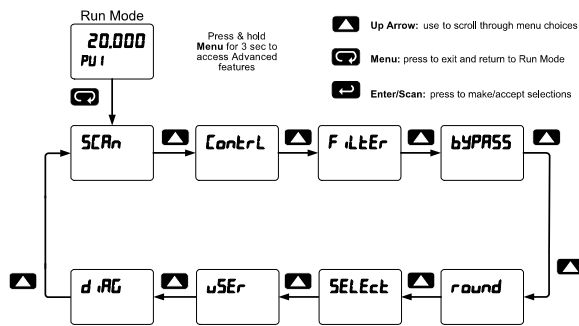 Run Mode
20.000
PV1
Press & hold
Menu for 3 sec to
access Advanced
features
Up Arrow: use to scroll through menu choices
Menu: press to exit and return to Run Mode
Enter/Scan: press to make/accept selections
SCAn
ContrL
FiLtEr
bYPASS
diAG
uSEr
SELEct
round